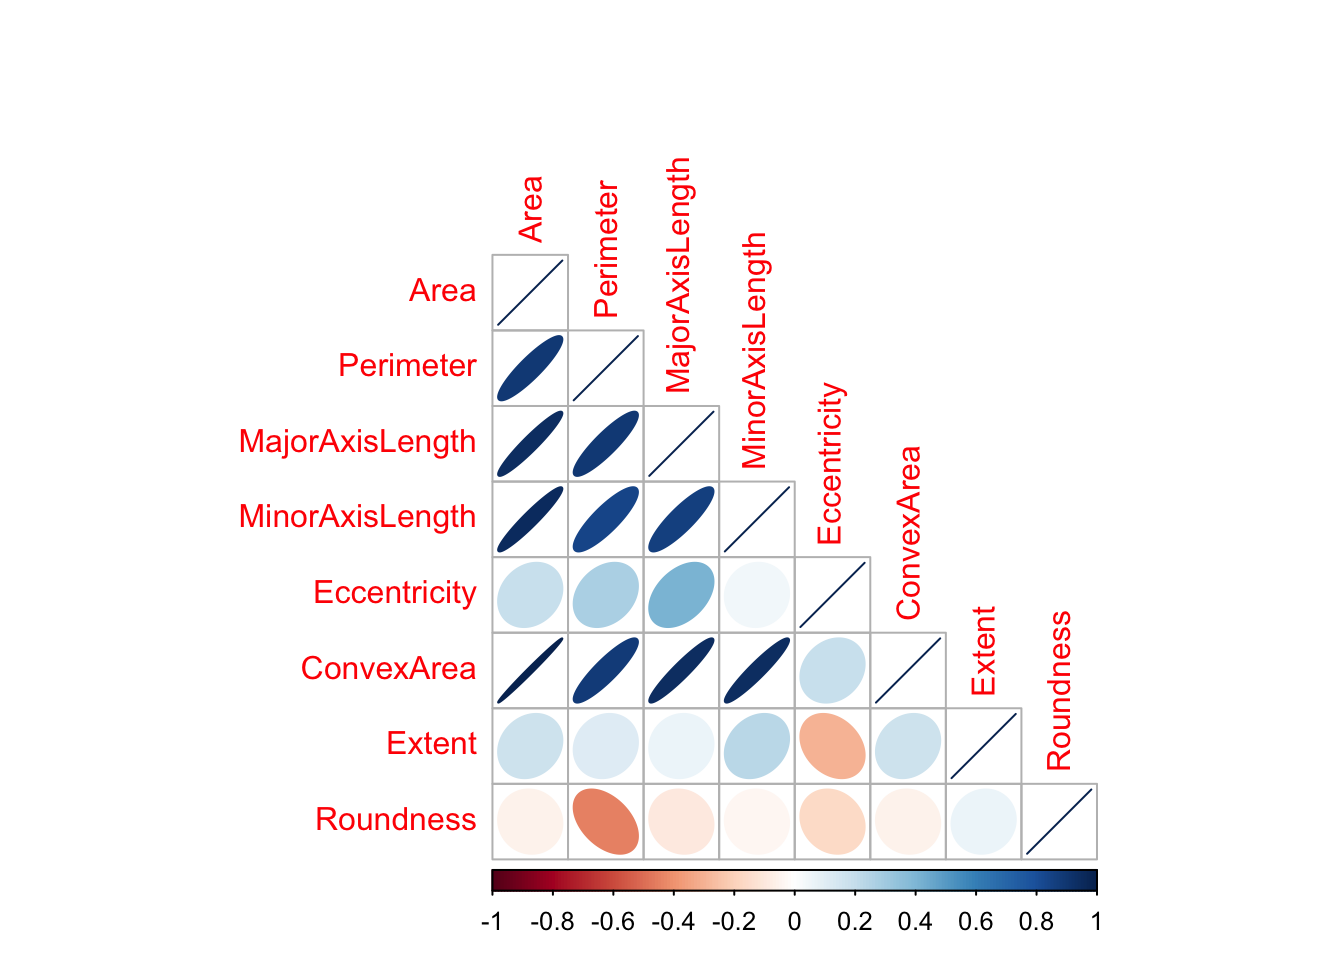 Area
Perimeter
MajorAxisLength
MinorAxisLength
Eccentricity
ConvexArea
Extent
Roundness
Area
Perimeter
MajorAxisLength
MinorAxisLength
Eccentricity
ConvexArea
Extent
Roundness
-1 -0.8 -0.6 -0.4 -0.2 0 0.2 0.4 0.6 0.8 1